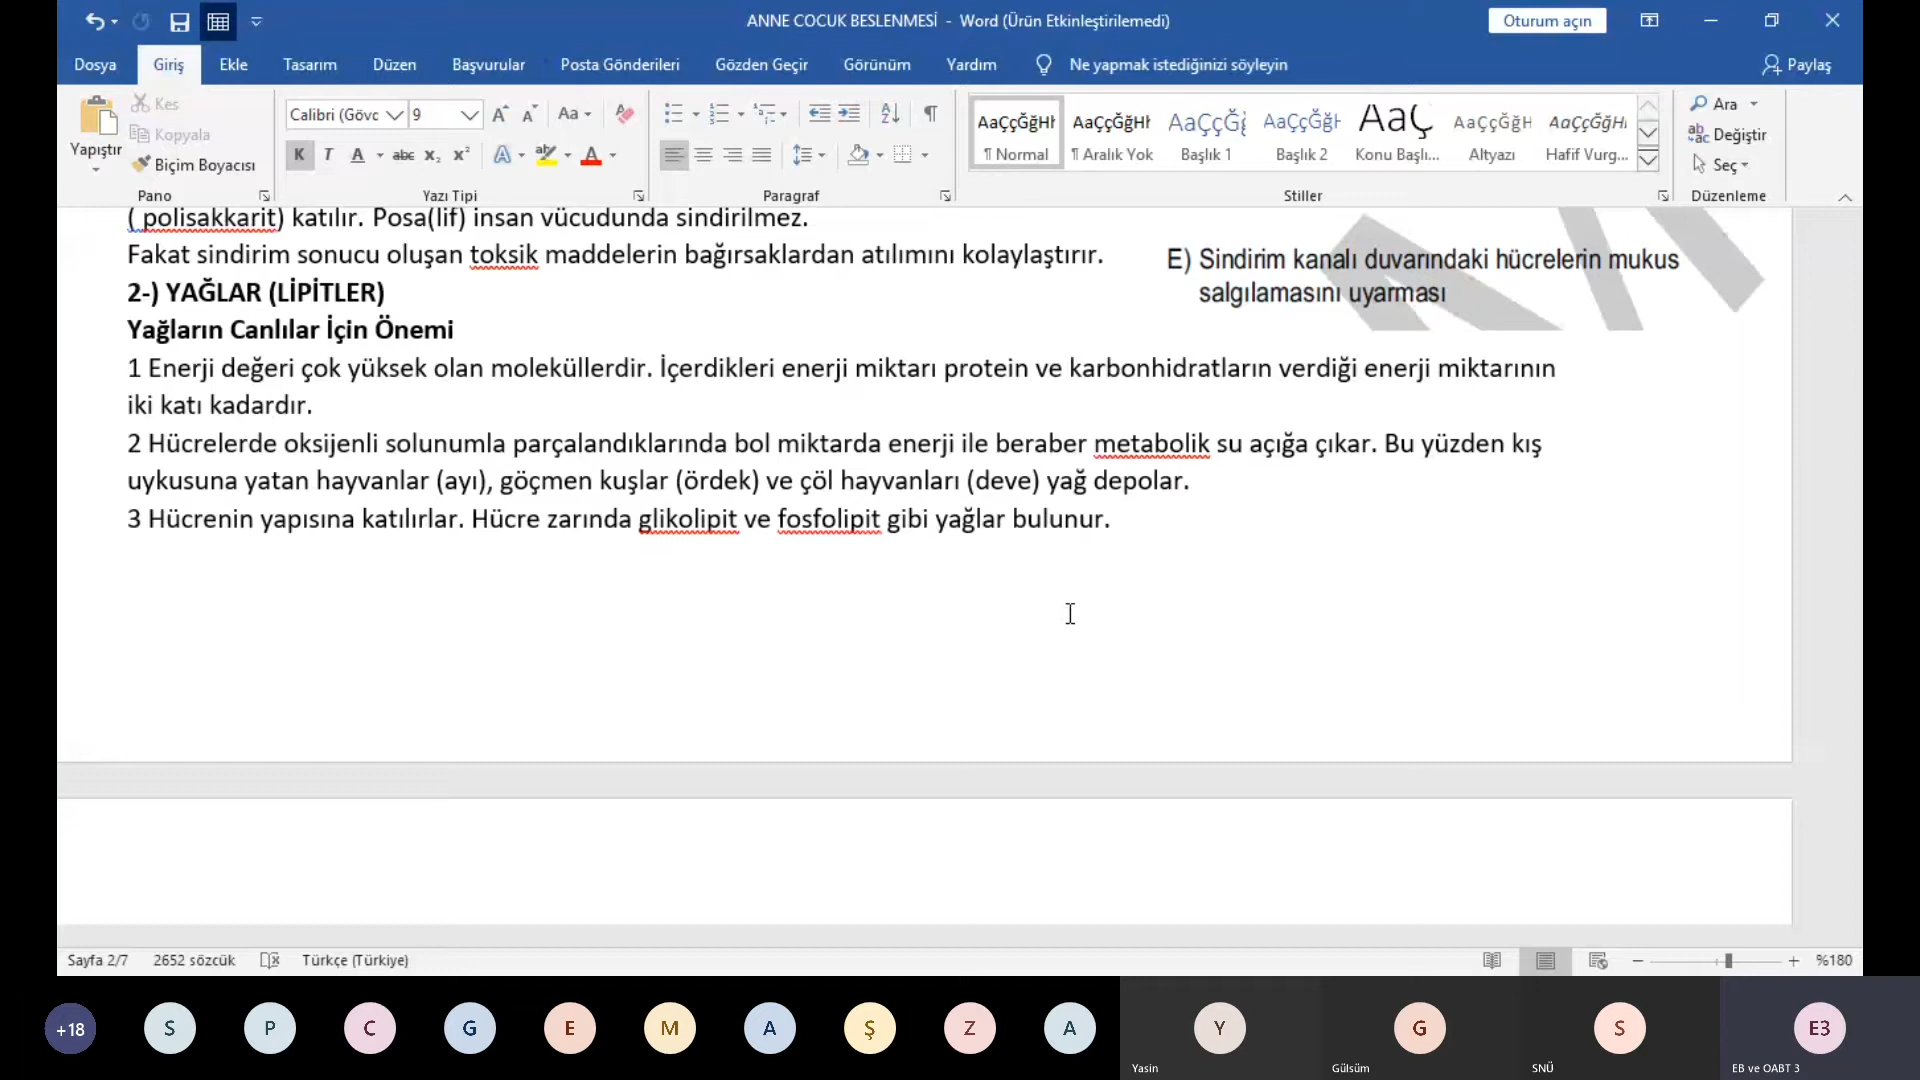 ANNE COCUK BESLENMESİ - Word (Ürün Etkinleştirilemedi)
Oturum açın
Dosya Giriş Ekle Tasarım Düzen Başvurular Posta Gönderileri Gözden Geçir Görünüm Yardım Ne yapmak istediğinizi söyleyin Paylaş
Yapıştır
Kes
Kopyala
Biçim Boyacısı
Pano
Calibri (Gövd 9
Aa
K T A abc x₂ x² A aby A
Yazı Tipi
Paragraf
AaÇçĞğHł AaÇçĞğHł AaÇçĞğ AaÇçĞğH AaÇ AaÇçĞğH AaÇçĞğHı
¶ Normal ¶ Aralık Yok Başlık 1 Başlık 2 Konu Başlı... Altyazı Hafif Vurg...
Stiller
Ara
Değiştir
Seç
Düzenleme
( polisakkarit) katılır. Posa(lif) insan vücudunda sindirilmez.
Fakat sindirim sonucu oluşan toksik maddelerin bağırsaklardan atılımını kolaylaştırır.
E) Sindirim kanalı duvarındaki hücrelerin mukus
salgılamasını uyarması
2-) YAĞLAR (LİPİTLER)
Yağların Canlılar İçin Önemi
1 Enerji değeri çok yüksek olan moleküllerdir. İçerdikleri enerji miktarı protein ve karbonhidratların verdiği enerji miktarının
iki katı kadardır.
2 Hücrelerde oksijenli solunumla parçalandıklarında bol miktarda enerji ile beraber metabolik su açığa çıkar. Bu yüzden kış
uykusuna yatan hayvanlar (ayı), göçmen kuşlar (ördek) ve çöl hayvanları (deve) yağ depolar.
3 Hücrenin yapısına katılırlar. Hücre zarında glikolipit ve fosfolipit gibi yağlar bulunur.
Sayfa 2/7 2652 sözcük Türkçe (Türkiye) %180
+18 S P C G E M A Ş Z A Y G S E3
Yasin Gülsüm SNÜ EB ve OABT 3